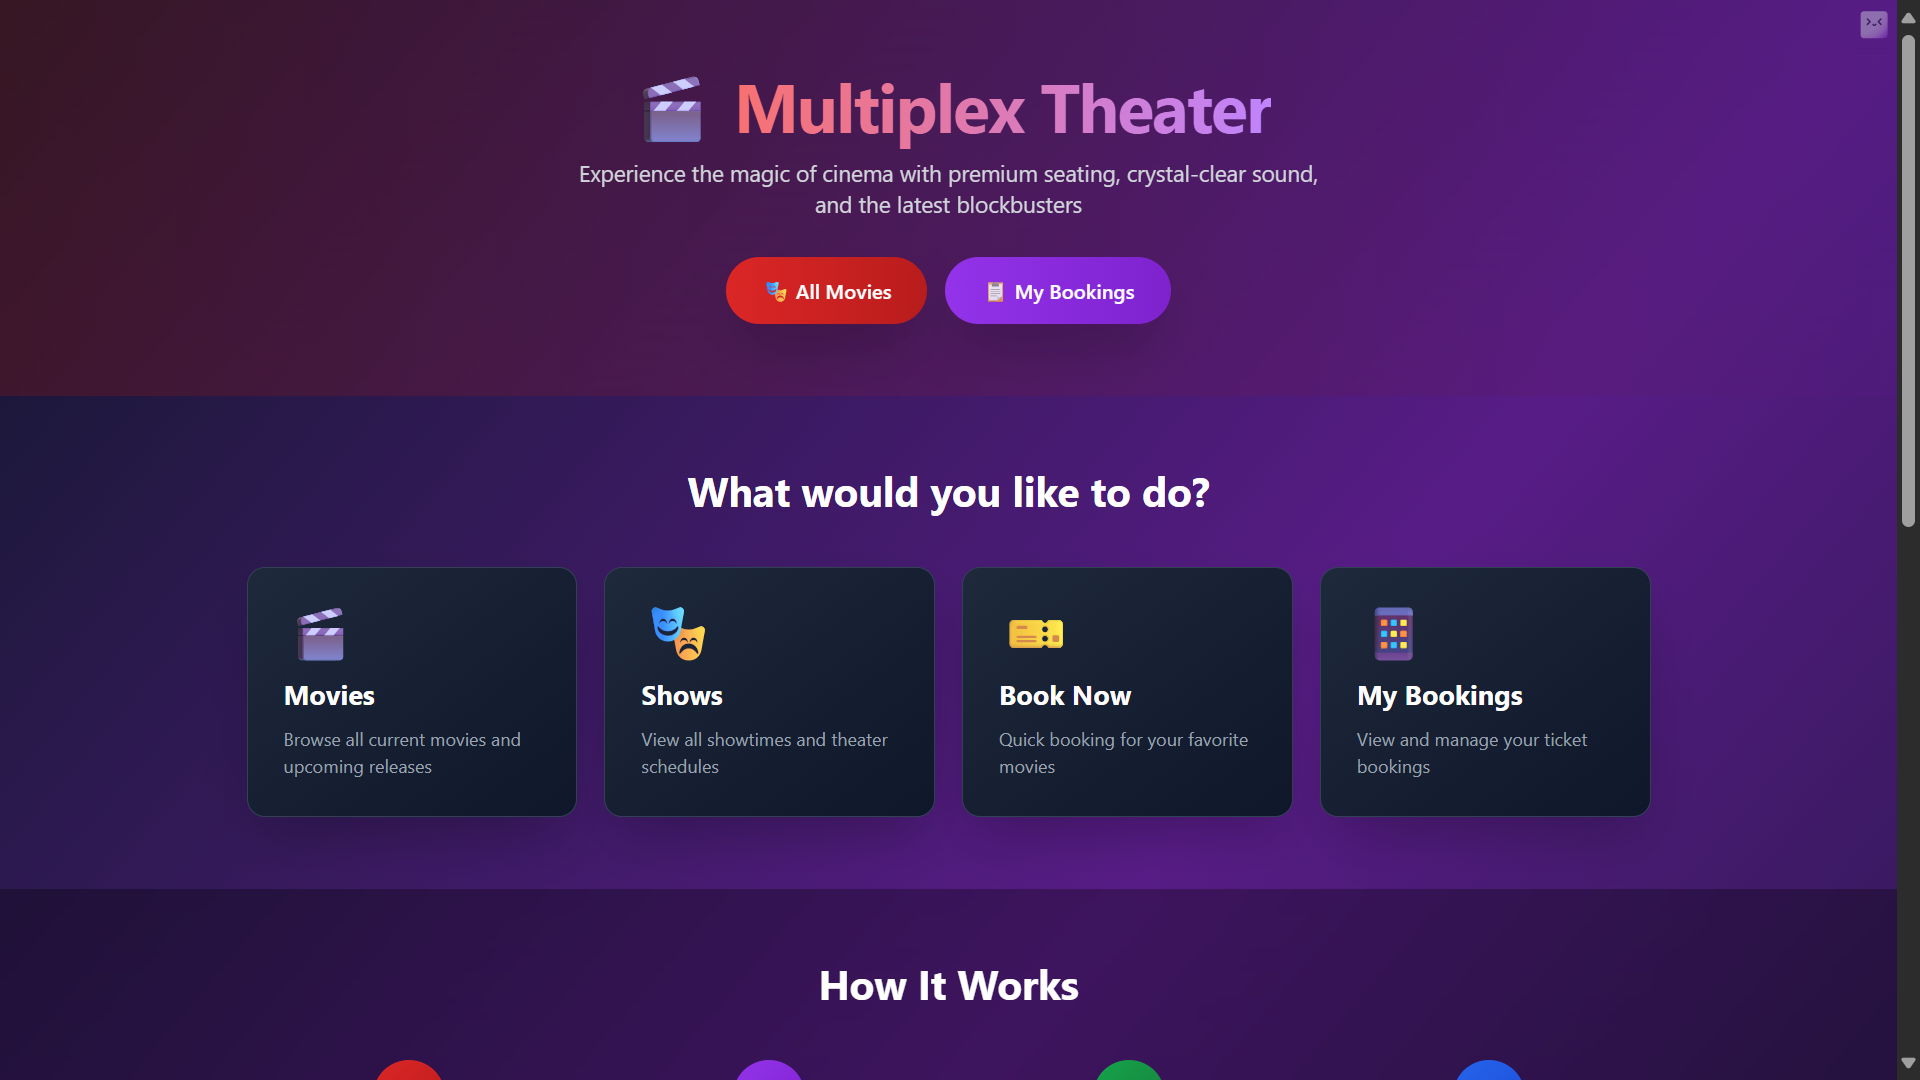 Multiplex Theater
Experience the magic of cinema with premium seating, crystal-clear sound,
and the latest blockbusters
All Movies
My Bookings
What would you like to do?
Movies
Browse all current movies and
upcoming releases
Shows
View all showtimes and theater
schedules
Book Now
Quick booking for your favorite
movies
My Bookings
View and manage your ticket
bookings
How It Works